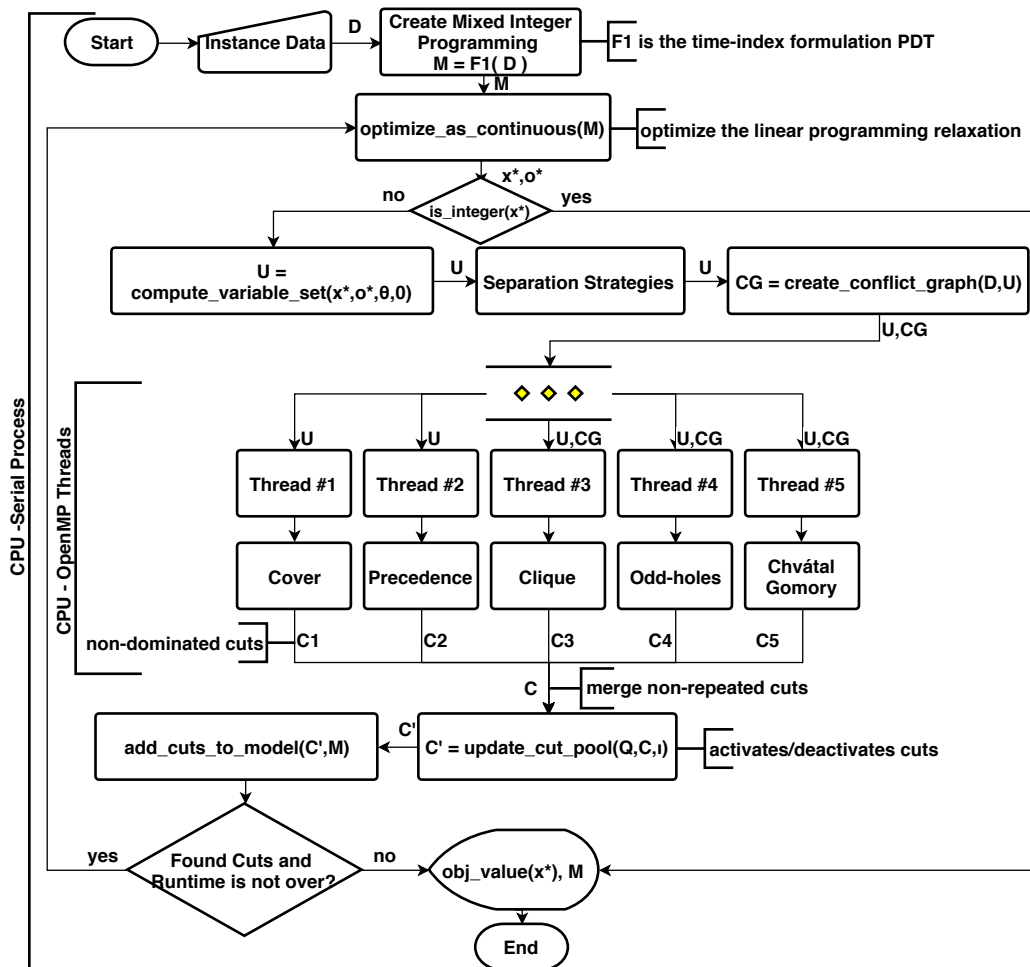 Start
Instance Data
D
Create Mixed Integer
Programming
M = F1( D )
F1 is the time-index formulation PDT
M
optimize_as_continuous(M)
optimize the linear programming relaxation
x*,o*
no
is_integer(x*)
yes
U =
compute_variable_set(x*,o*,θ,0)
U
Separation Strategies
U
CG = create_conflict_graph(D,U)
U,CG
CPU -Serial Process
CPU - OpenMP Threads
U
U
U,CG
U,CG
U,CG
Thread #1
Thread #2
Thread #3
Thread #4
Thread #5
Cover
Precedence
Clique
Odd-holes
Chvátal
Gomory
non-dominated cuts
C1
C2
C3
C4
C5
C
merge non-repeated cuts
add_cuts_to_model(C',M)
C'
C' = update_cut_pool(Q,C,ι)
activates/deactivates cuts
yes
Found Cuts and
Runtime is not over?
no
obj_value(x*), M
End